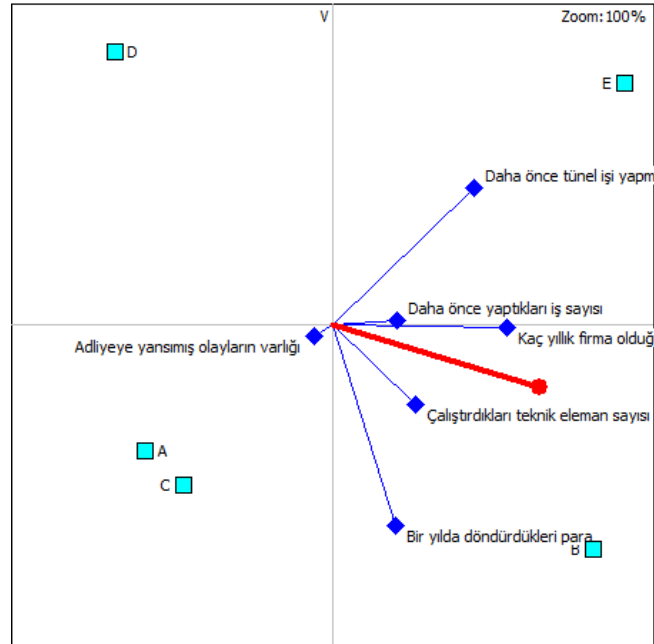 V
Zoom:100%
D
E
Daha önce tünel işi yapm
Daha önce yaptıkları iş sayısı
Kaç yıllık firma olduğ
Adliyeye yansımış olayların varlığı
Çalıştırdıkları teknik eleman sayısı
A
C
Bir yılda döndürdükleri para
B